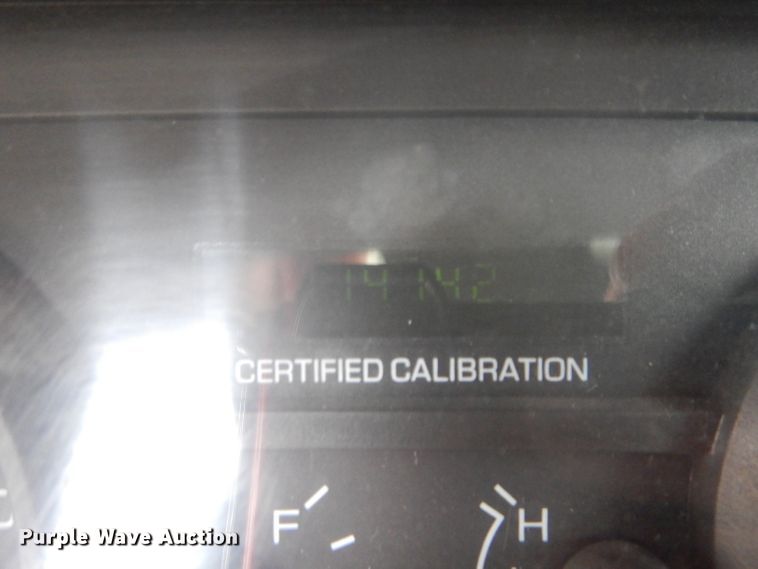 14142
CERTIFIED CALIBRATION
F H
Purple Wave Auction